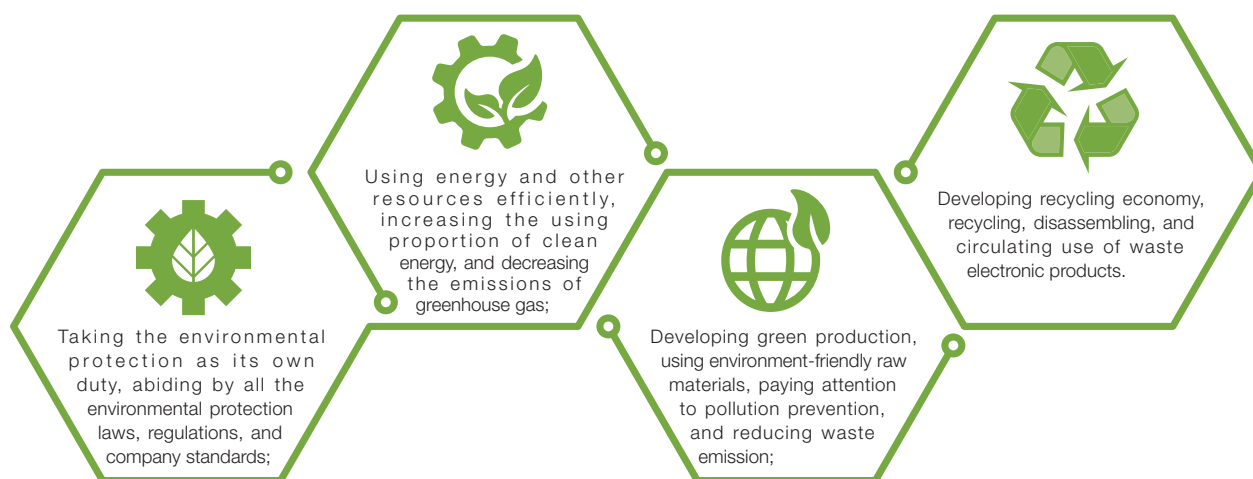 Taking the environmental
protection as its own
duty, abiding by all the
environmental protection
laws, regulations, and
company standards;
Using energy and other
resources efficiently,
increasing the using
proportion of clean
energy, and decreasing
the emissions of
greenhouse gas;
Developing green production,
using environment-friendly raw
materials, paying attention
to pollution prevention,
and reducing waste
emission;
Developing recycling economy,
recycling, disassembling, and
circulating use of waste
electronic products.